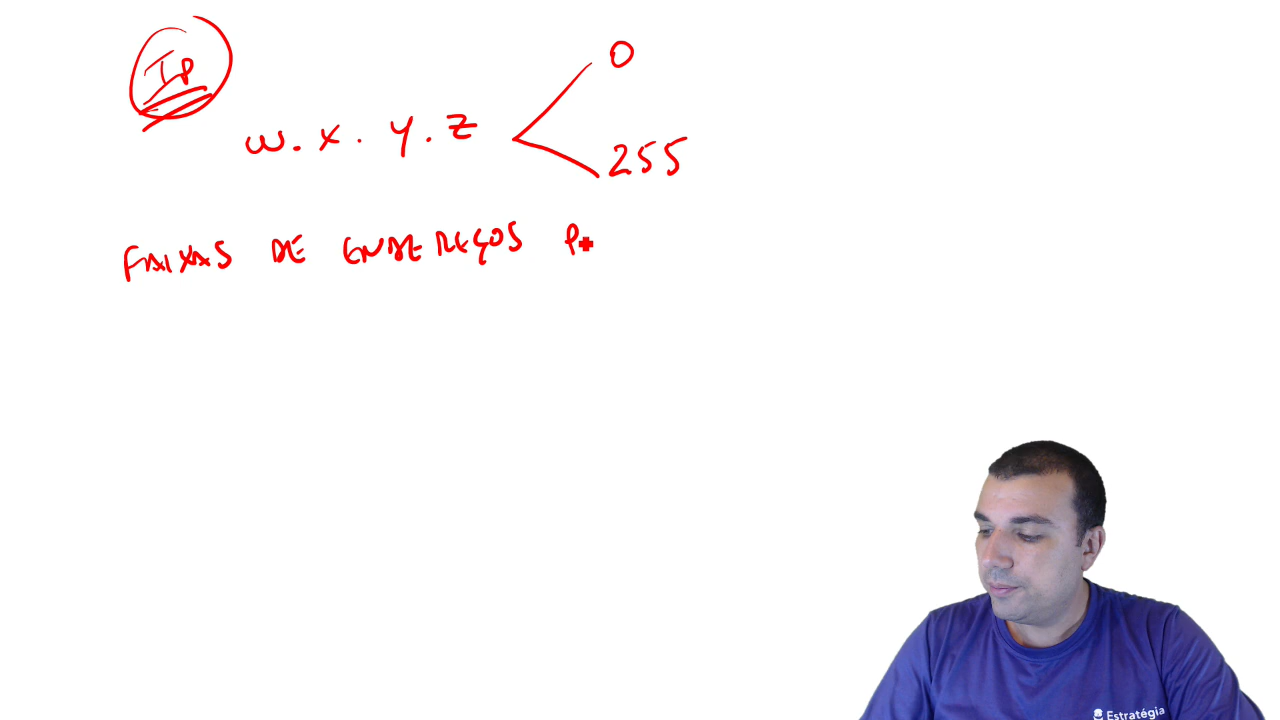 IP
0
w. x. y. z
255
FAIXAS DE ENDEREÇOS P
Estratégia